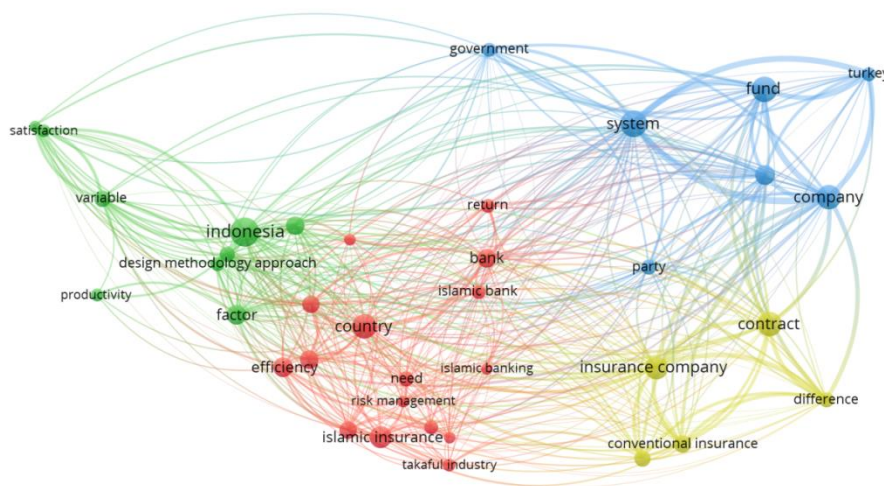 government
turkey
fund
system
satisfaction
variable
company
return
indonesia
bank
design methodology approach
party
islamic bank
productivity
factor
country
contract
efficiency
islamic banking
insurance company
need
risk management
difference
islamic insurance
conventional insurance
takaful industry